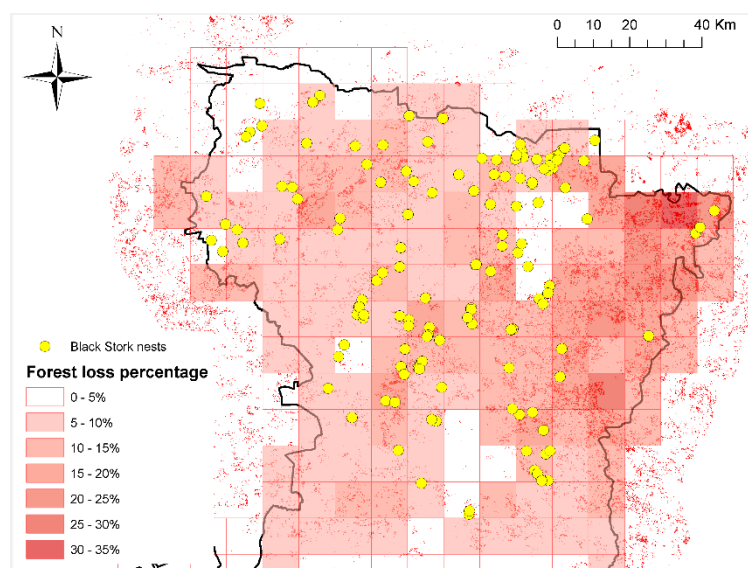 N
0 10 20 40 Km
Black Stork nests
Forest loss percentage
0 - 5%
5 - 10%
10 - 15%
15 - 20%
20 - 25%
25 - 30%
30 - 35%